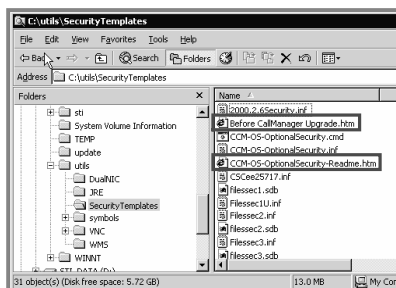 C:\utils\SecurityTemplates
File Edit View Favorites Tools Help
Back Search Folders
Address C:\utils\SecurityTemplates
Folders
sti
System Volume Information
TEMP
update
utils
DualNIC
JRE
SecurityTemplates
symbols
VNC
WMS
WINNT
STI_DATA (D:)
Name
2000.2.6Security.inf
Before CallManager Upgrade.htm
CCM-OS-OptionalSecurity.cmd
CCM-OS-OptionalSecurity.inf
CCM-OS-OptionalSecurity-Readme.htm
CSCee25717.inf
filessec1.sdb
Filessec1U.inf
Filessec2.inf
filessec2.sdb
Filessec3.inf
filessec3.sdb
31 object(s) (Disk free space: 5.72 GB) 13.0 MB My Con